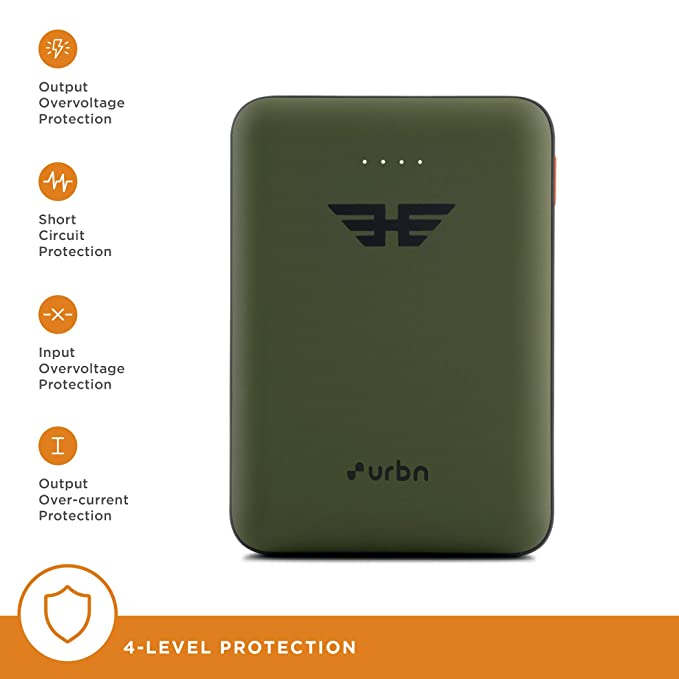 Output
Overvoltage
Protection
Short
Circuit
Protection
Input
Overvoltage
Protection
Output
Over-current
Protection
urbn
4-LEVEL PROTECTION